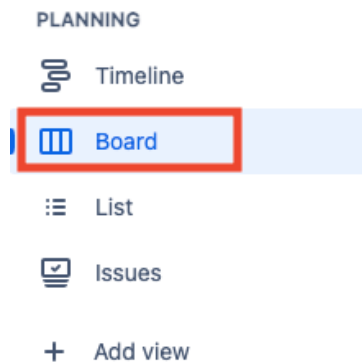 PLANNING
Timeline
Board
List
Issues
Add view